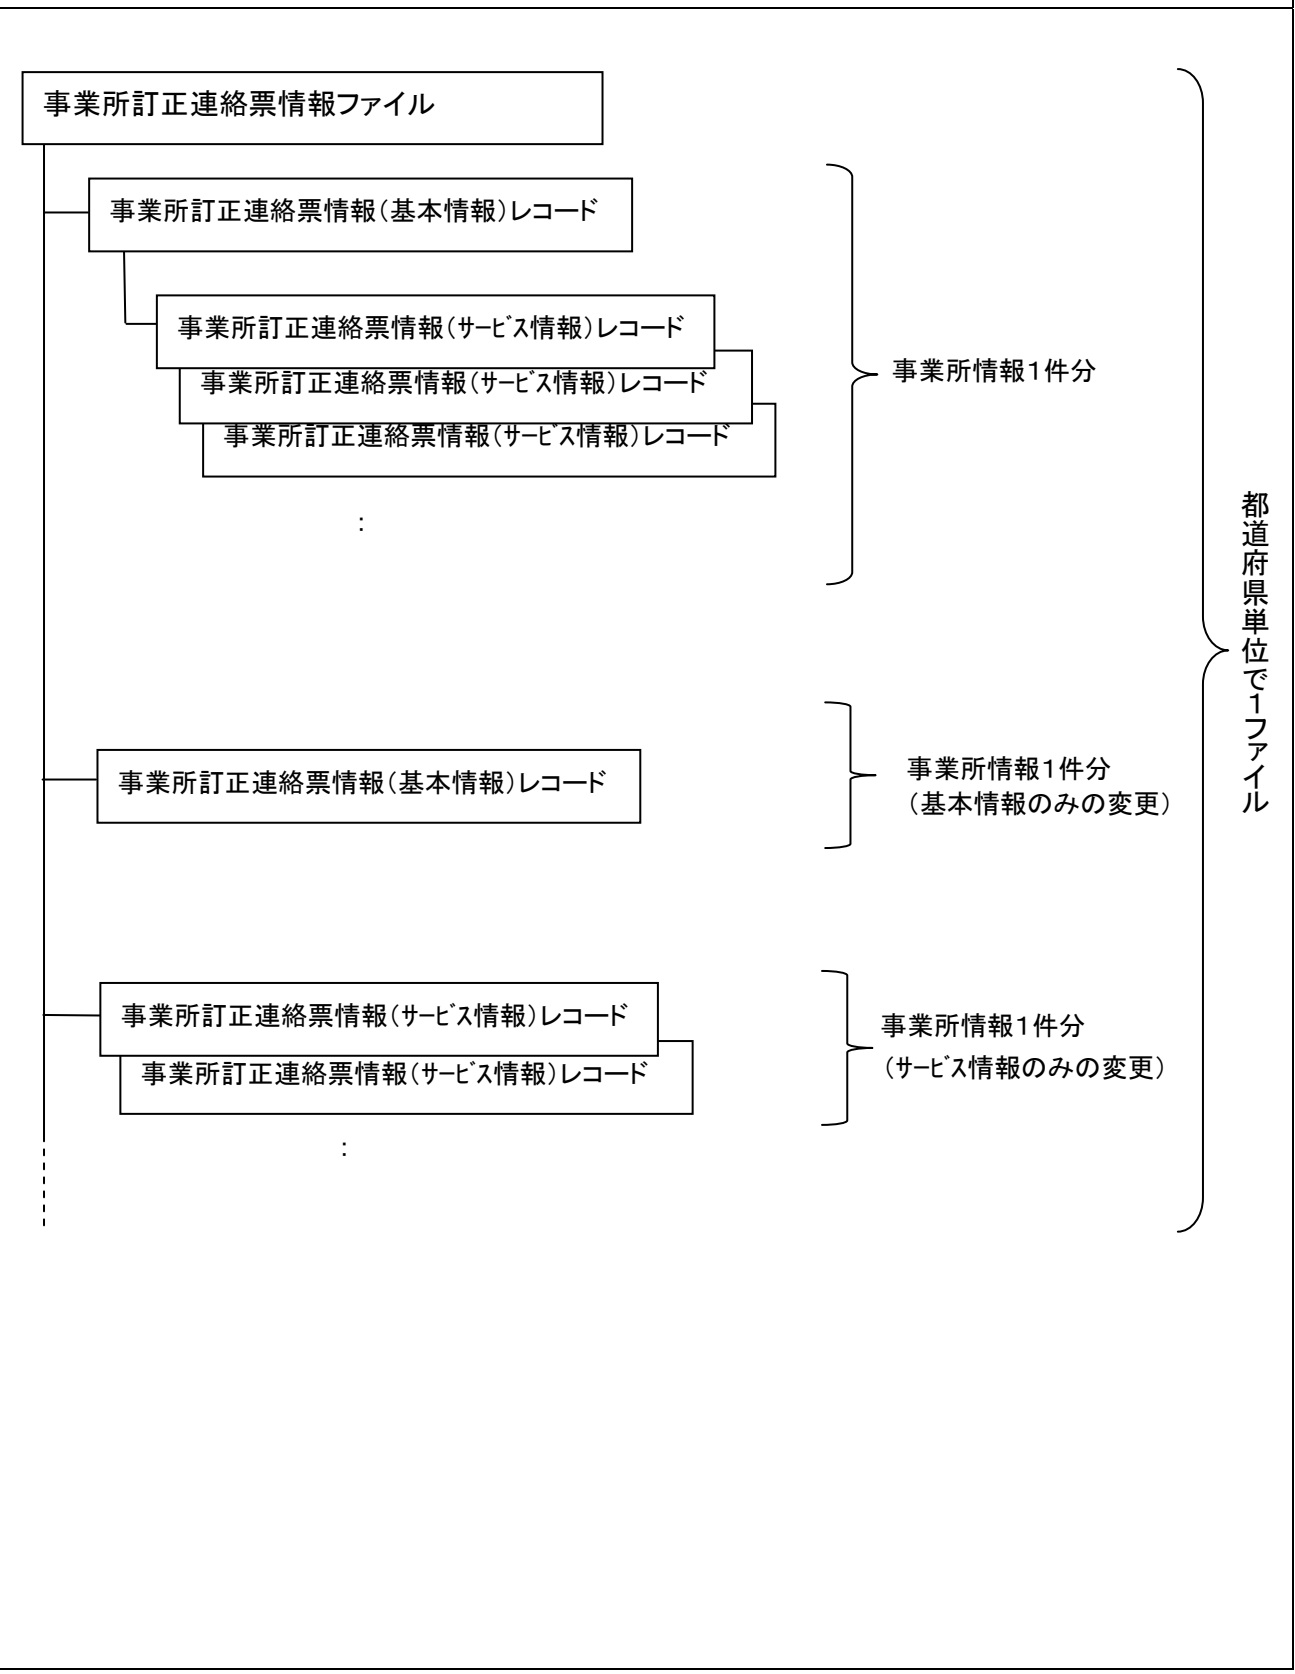 事業所訂正連絡票情報ファイル
事業所訂正連絡票情報（基本情報）レコード
事業所訂正連絡票情報（ｻｰﾋﾞｽ情報）レコード
事業所訂正連絡票情報（ｻｰﾋﾞｽ情報）レコード
事業所訂正連絡票情報（ｻｰﾋﾞｽ情報）レコード
：
事業所情報１件分
事業所訂正連絡票情報（基本情報）レコード
事業所情報１件分
（基本情報のみの変更）
事業所訂正連絡票情報（ｻｰﾋﾞｽ情報）レコード
事業所訂正連絡票情報（ｻｰﾋﾞｽ情報）レコード
：
事業所情報１件分
（ｻｰﾋﾞｽ情報のみの変更）
都道府県単位で１ファイル